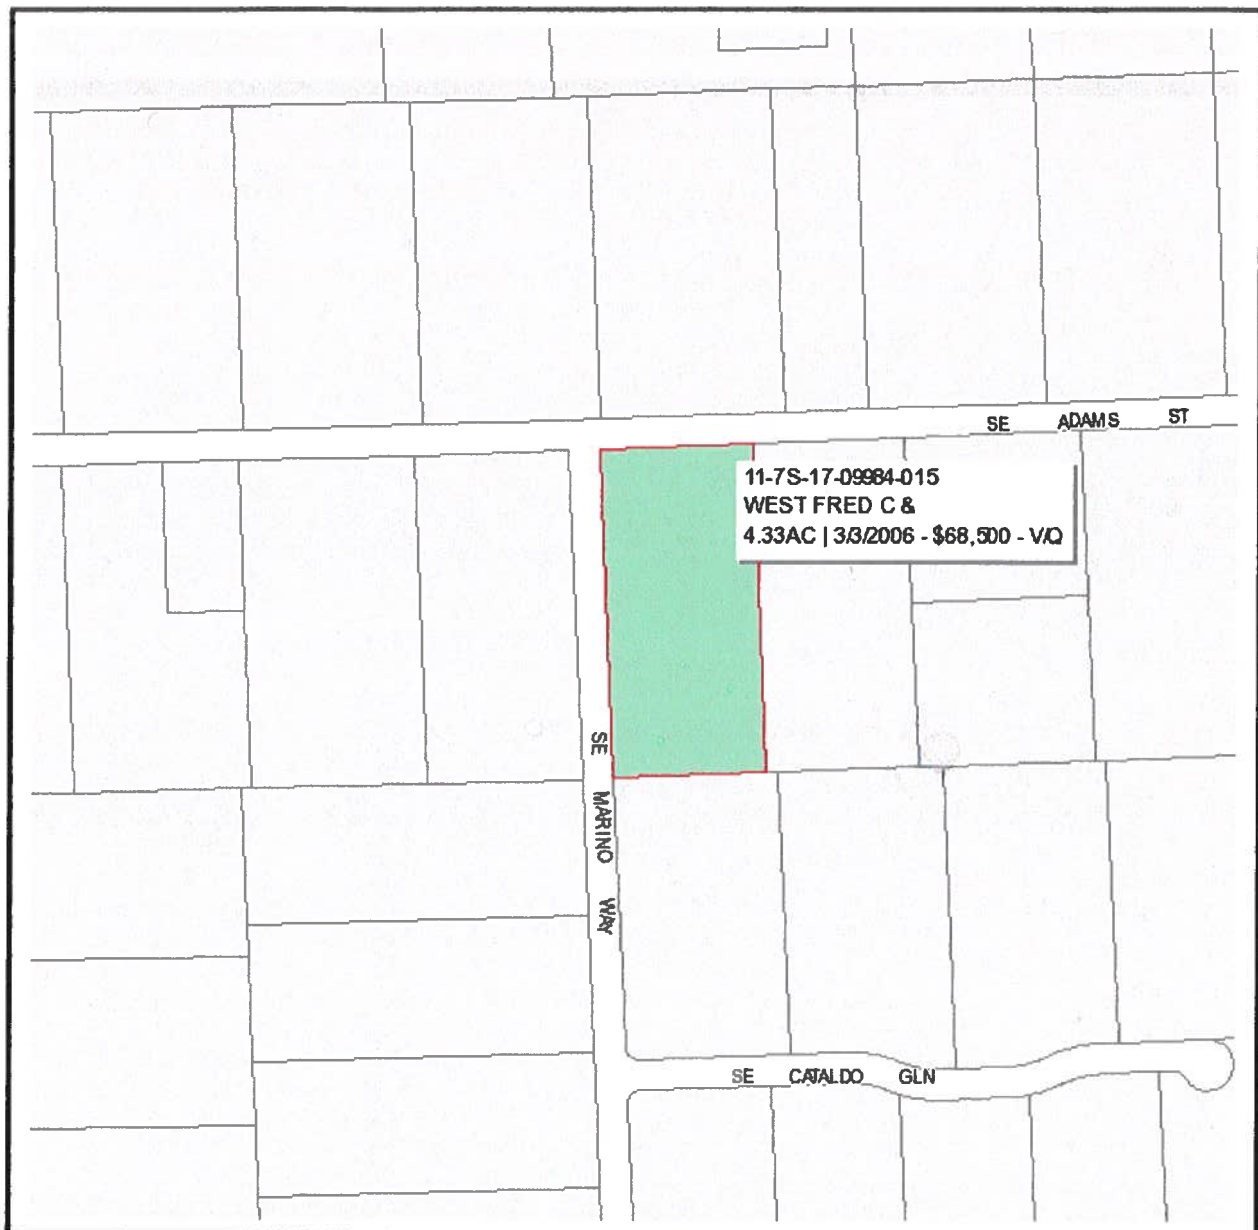 SE ADAMS ST
11-7S-17-09984-015
WEST FRED C &
4.33AC | 3/3/2006 - $68,500 - V/Q
SE MARTINO WAY
SE CATALDO GLN